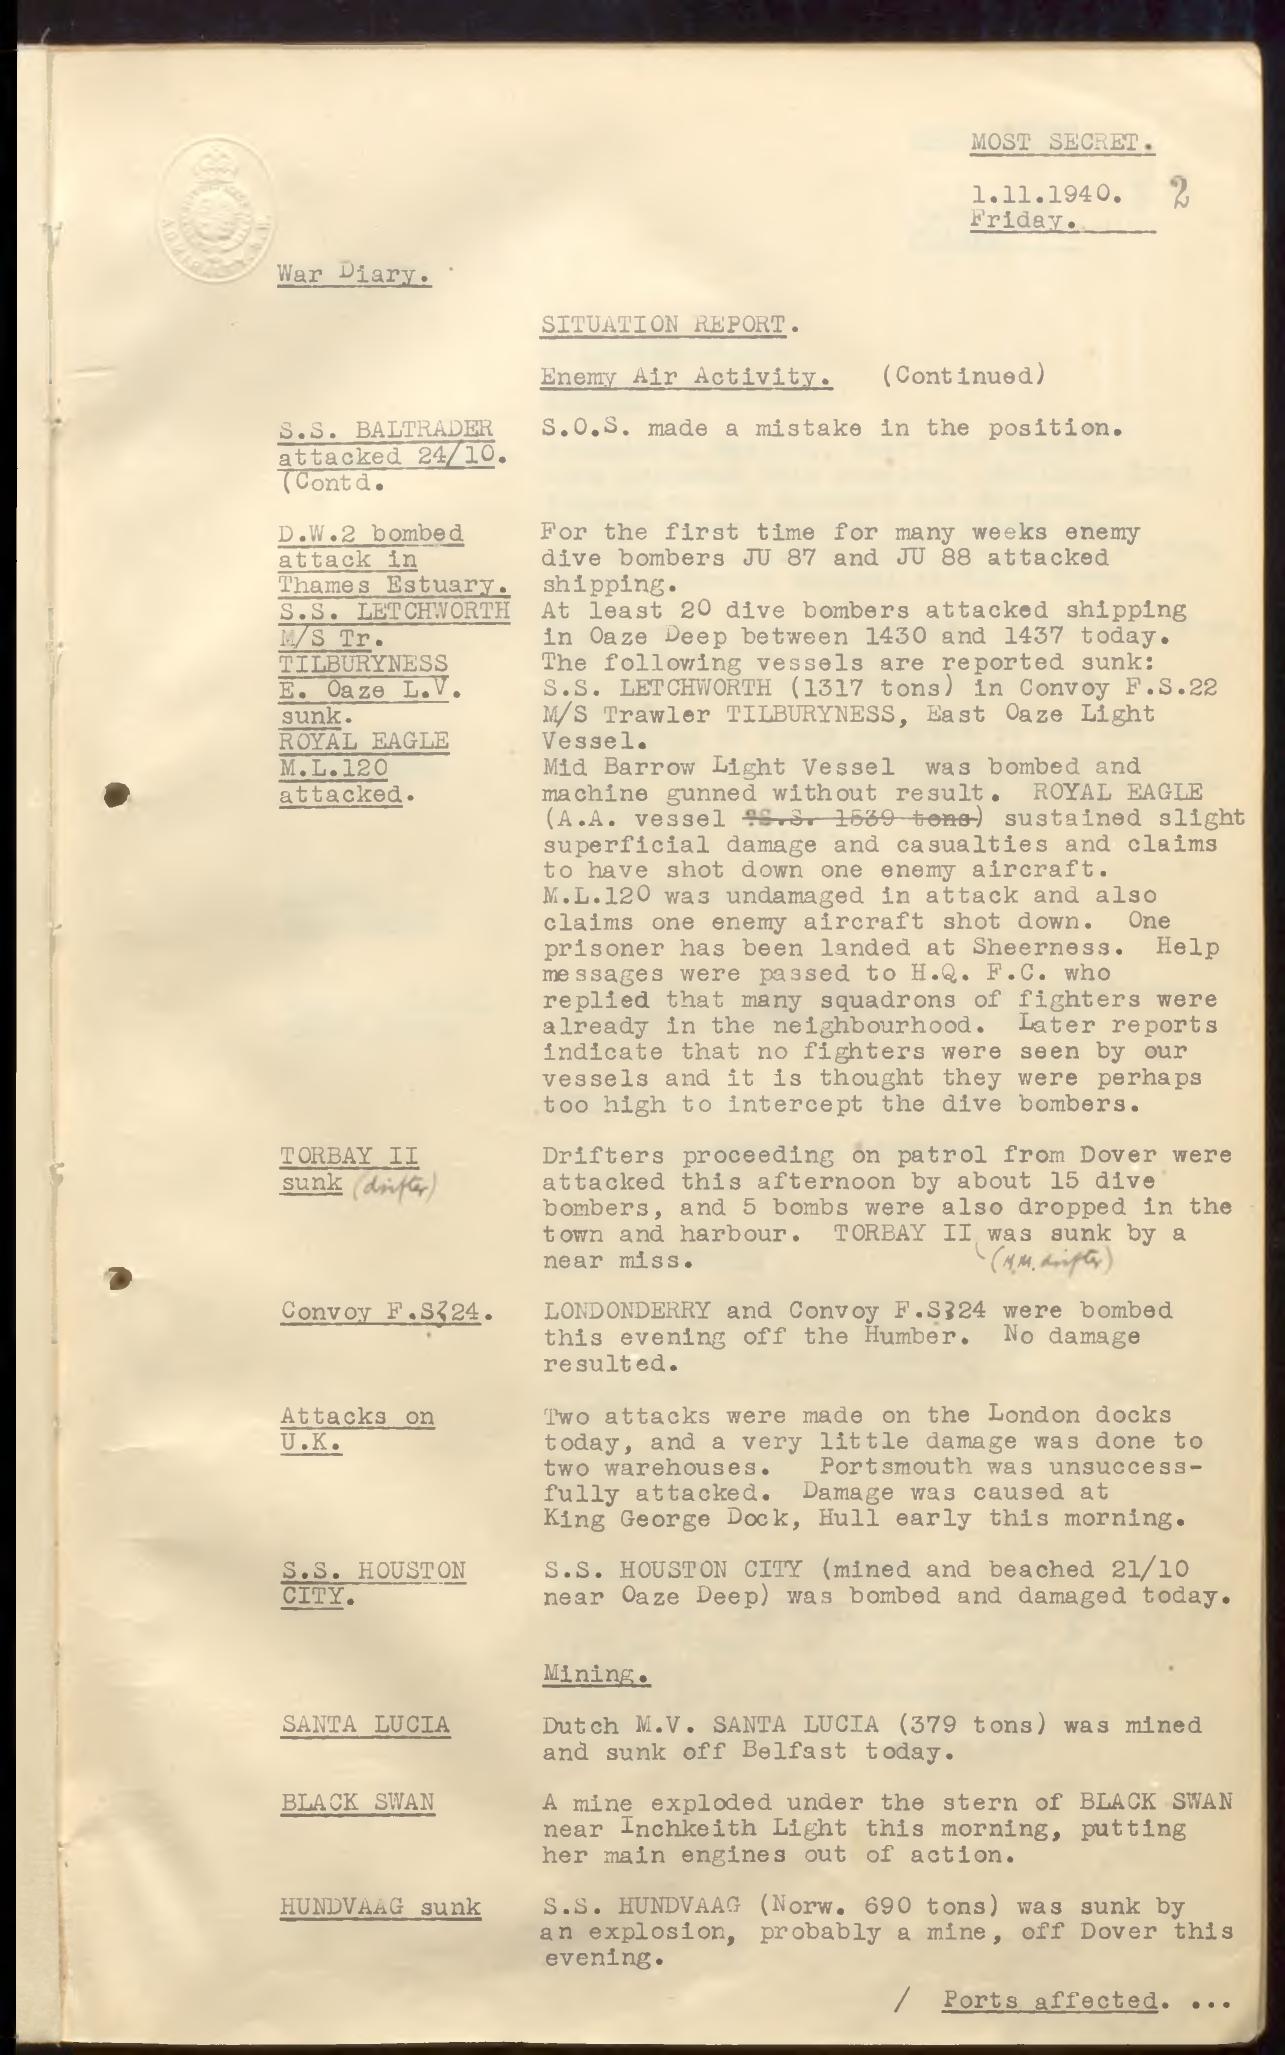 MOST SECRET.
1.11.1940.
2
Friday.
War Diary.
SITUATION REPORT.
Enemy Air Activity. (Continued)
S.S. BALTRADER
attacked 24/10.
(Contd.
S.O.S. made a mistake in the position.
D.W.2 bombed
attack in
Thames Estuary.
S.S. LETCHWORTH
M/S Tr.
TILBURYNESS
E. Oaze L.V.
sunk.
ROYAL EAGLE
M.L.120
attacked.
For the first time for many weeks enemy
dive bombers JU 87 and JU 88 attacked
shipping.
At least 20 dive bombers attacked shipping
in Oaze Deep between 1430 and 1437 today.
The following vessels are reported sunk:
S.S. LETCHWORTH (1317 tons) in Convoy F.S.22
M/S Trawler TILBURYNESS, East Oaze Light
Vessel.
Mid Barrow Light Vessel was bombed and
machine gunned without result. ROYAL EAGLE
(A.A. vessel 1539 tons) sustained slight
superficial damage and casualties and claims
to have shot down one enemy aircraft.
M.L.120 was undamaged in attack and also
claims one enemy aircraft shot down. One
prisoner has been landed at Sheerness. Help
messages were passed to H.Q. F.C. who
replied that many squadrons of fighters were
already in the neighbourhood. Later reports
indicate that no fighters were seen by our
vessels and it is thought they were perhaps
too high to intercept the dive bombers.
TORBAY II
sunk (drifter)
Drifters proceeding on patrol from Dover were
attacked this afternoon by about 15 dive
bombers, and 5 bombs were also dropped in the
town and harbour. TORBAY II was sunk by a
near miss. (H.M. drifter)
Convoy F.S.24.
LONDONDERRY and Convoy F.S.24 were bombed
this evening off the Humber. No damage
resulted.
Attacks on
U.K.
Two attacks were made on the London docks
today, and a very little damage was done to
two warehouses. Portsmouth was unsuccess-
fully attacked. Damage was caused at
King George Dock, Hull early this morning.
S.S. HOUSTON
CITY.
S.S. HOUSTON CITY (mined and beached 21/10
near Oaze Deep) was bombed and damaged today.
Mining.
SANTA LUCIA
Dutch M.V. SANTA LUCIA (379 tons) was mined
and sunk off Belfast today.
BLACK SWAN
A mine exploded under the stern of BLACK SWAN
near Inchkeith Light this morning, putting
her main engines out of action.
HUNDVAAG sunk
S.S. HUNDVAAG (Norw. 690 tons) was sunk by
an explosion, probably a mine, off Dover this
evening.
/ Ports affected. ...